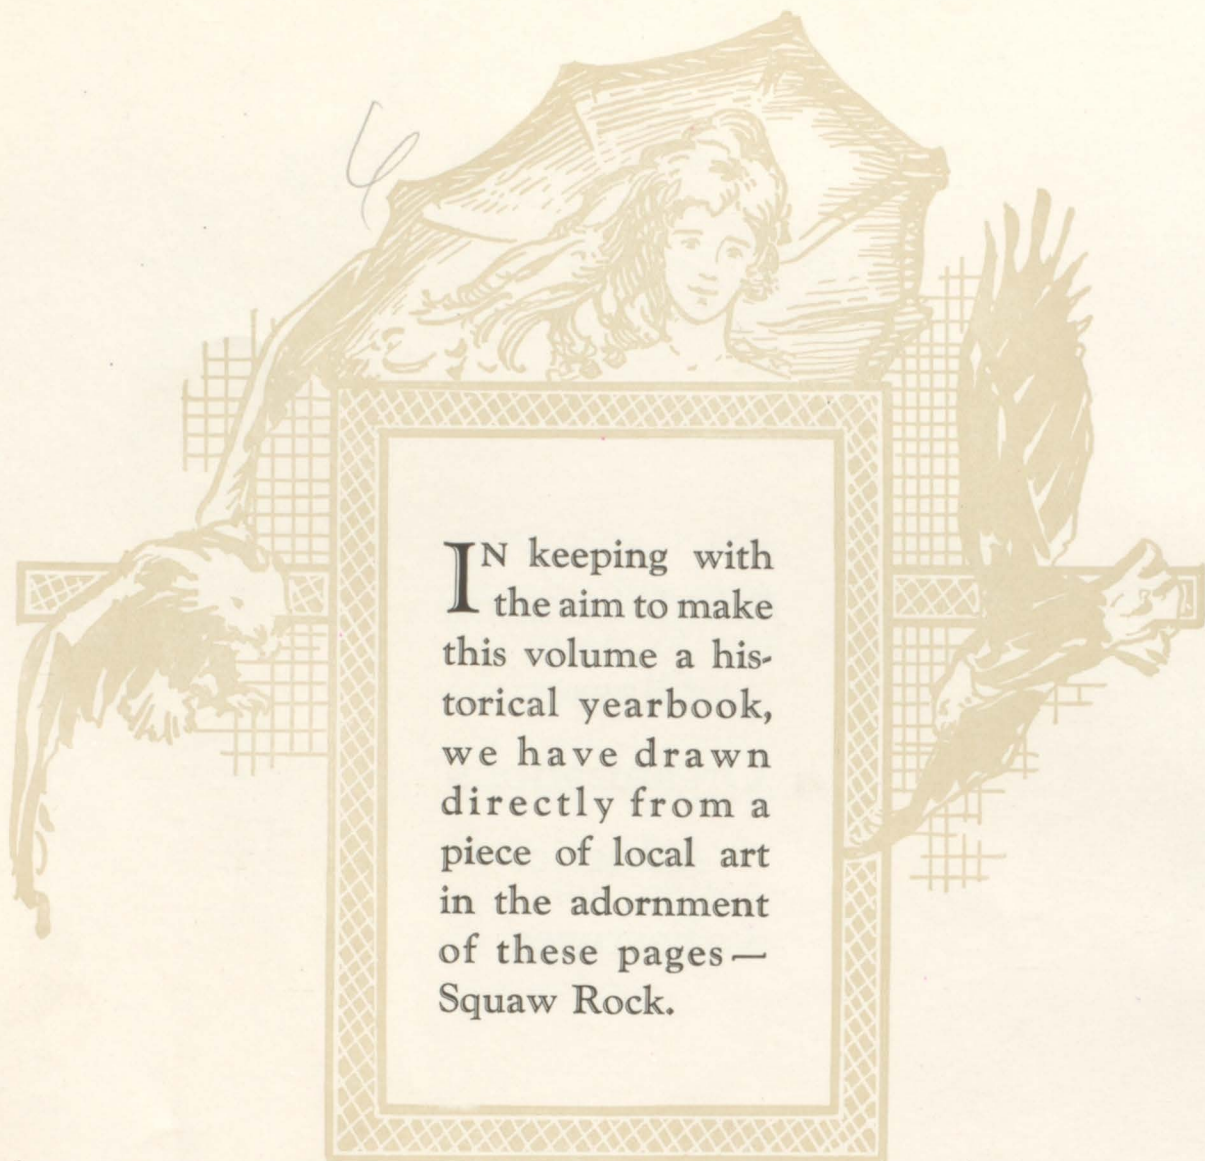 6
IN keeping with
the aim to make
this volume a his-
torical yearbook,
we have drawn
directly from a
piece of local art
in the adornment
of these pages—
Squaw Rock.